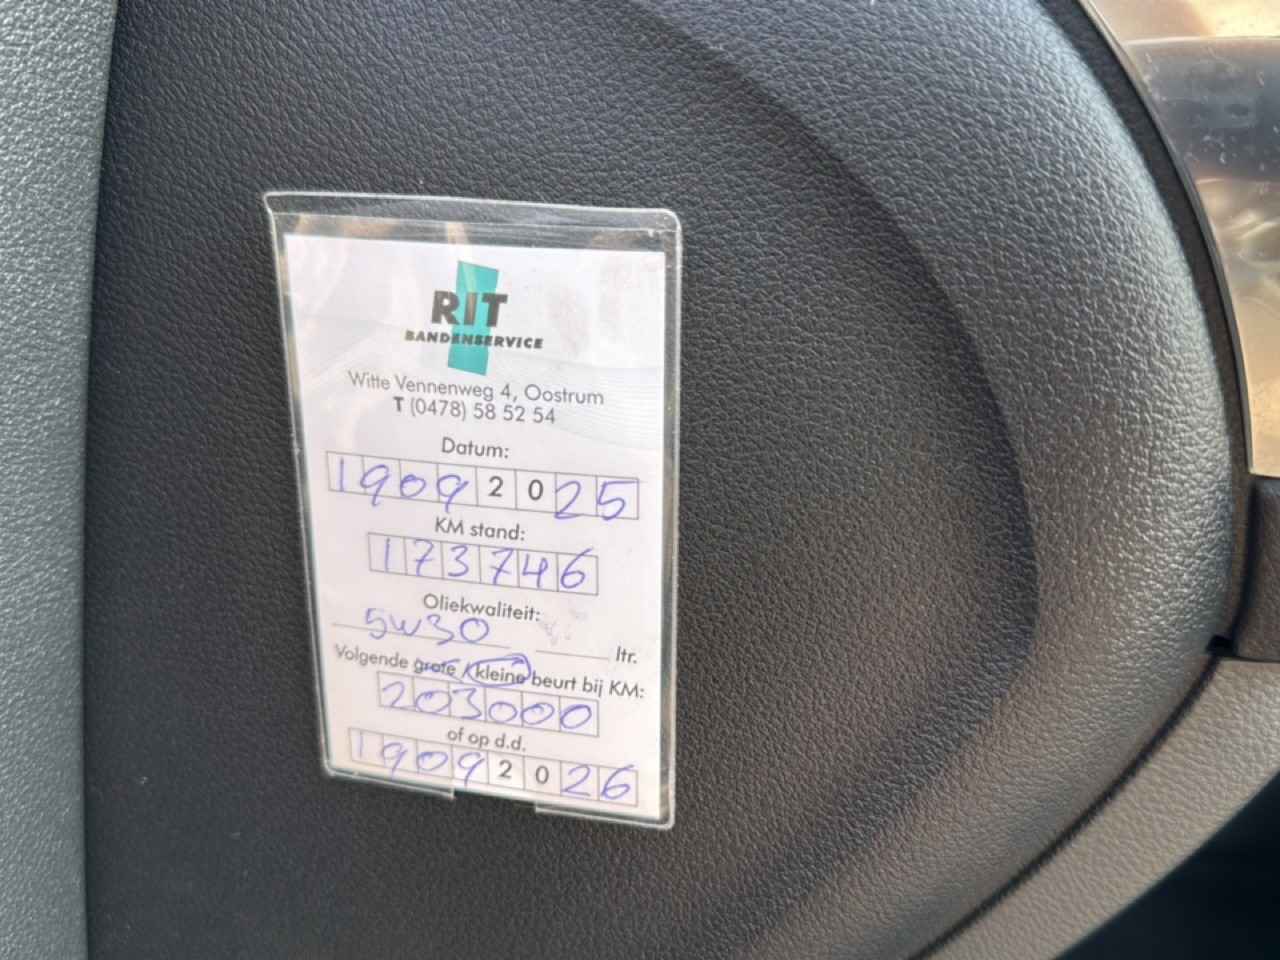 RIT
BANDENSERVICE
Witte Vennenweg 4, Oostrum
T (0478) 58 52 54
Datum:
19092025
KM stand:
173746
Oliekwaliteit:
5W30 ltr.
Volgende grote / kleine beurt bij KM:
203000
of op d.d.
19092026